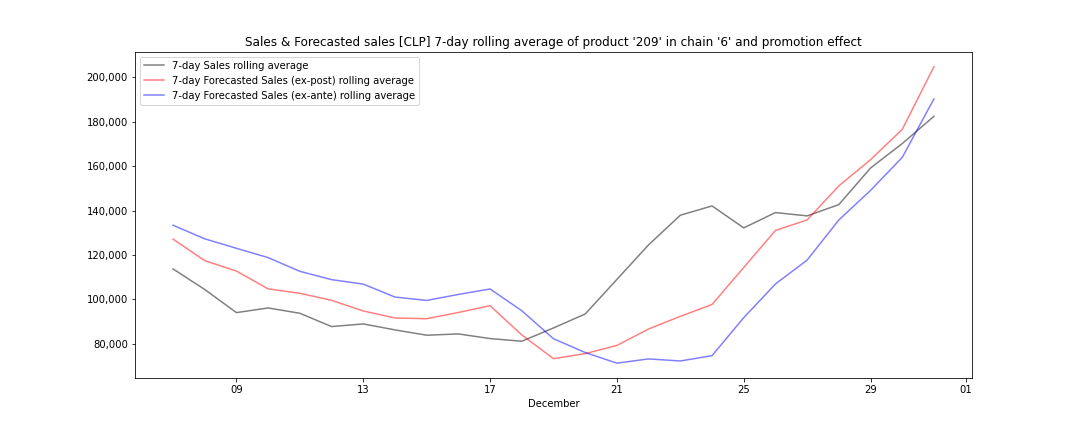 Sales & Forecasted sales [CLP] 7-day rolling average of product '209' in chain '6' and promotion effect
7-day Sales rolling average
7-day Forecasted Sales (ex-post) rolling average
7-day Forecasted Sales (ex-ante) rolling average
200,000
180,000
160,000
140,000
120,000
100,000
80,000
09 13 17 21 25 29 01
December